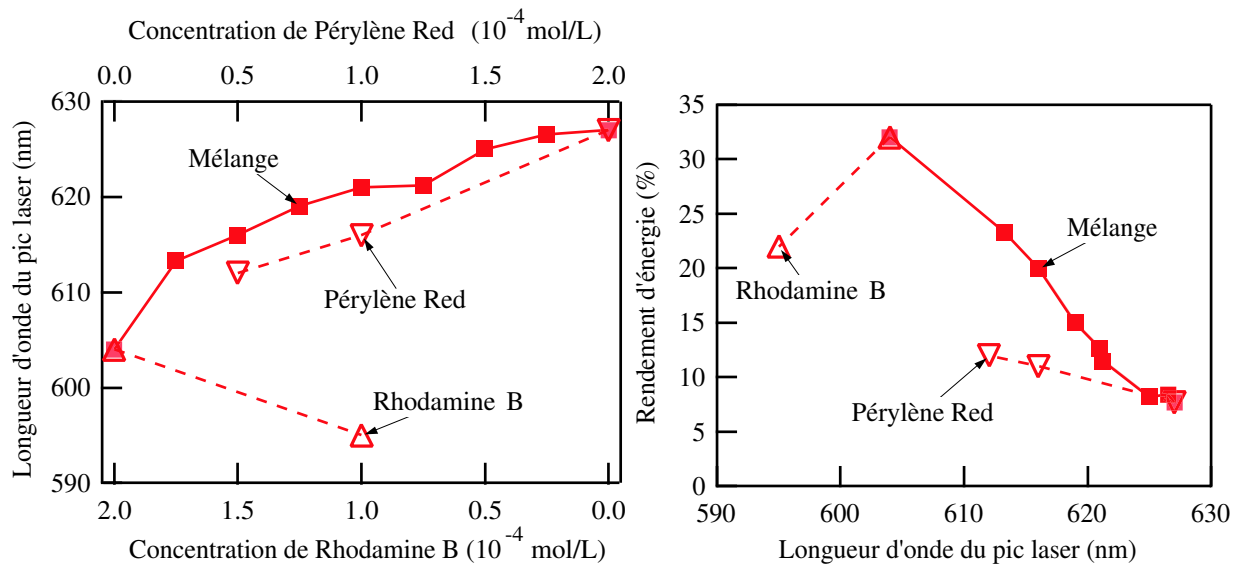 Concentration de Pérylène Red (10-4 mol/L)
0.0 0.5 1.0 1.5 2.0
Longueur d'onde du pic laser (nm)
630
620
610
600
590
Mélange
Pérylène Red
Rhodamine B
2.0 1.5 1.0 0.5 0.0
Concentration de Rhodamine B (10-4 mol/L)
Rendement d'énergie (%)
35
30
25
20
15
10
5
0
Mélange
Rhodamine B
Pérylène Red
590 600 610 620 630
Longueur d'onde du pic laser (nm)